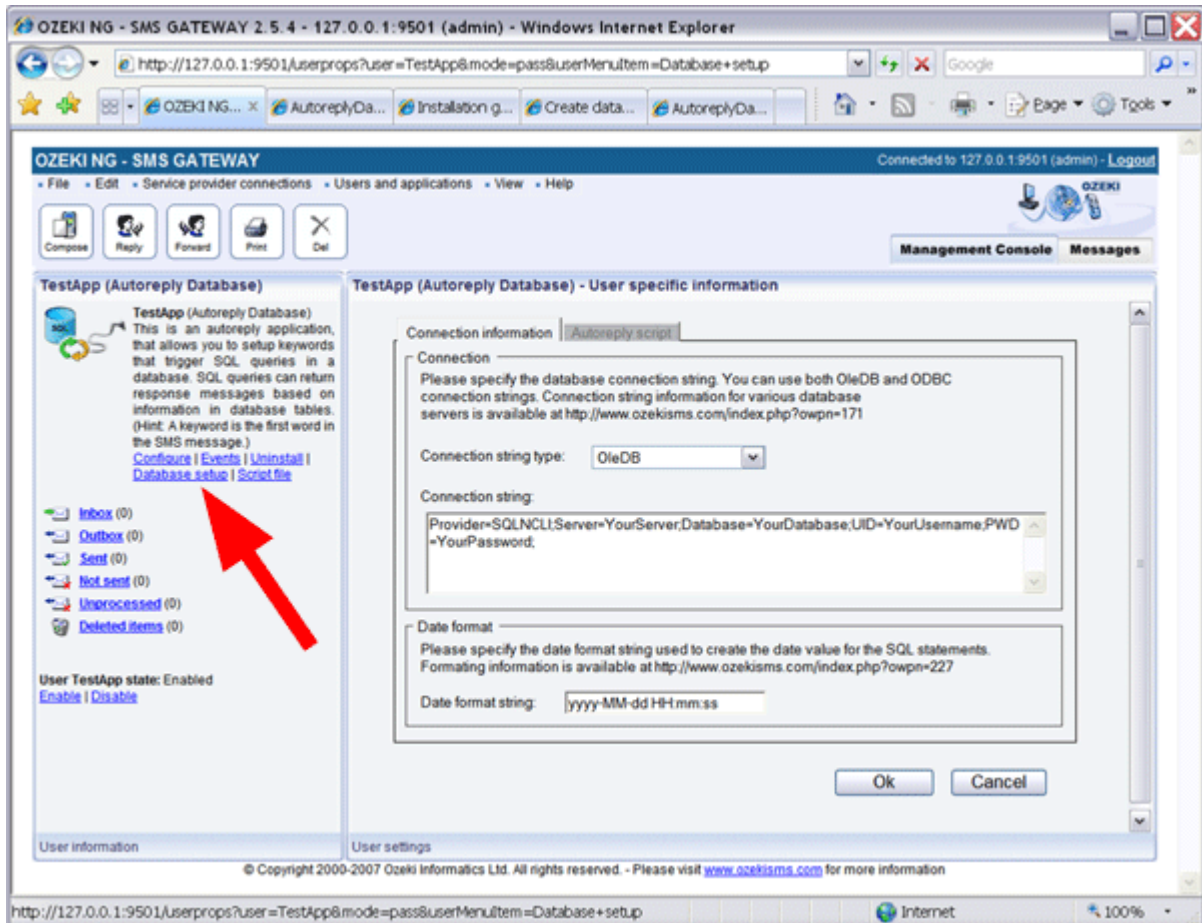 OZEKI NG - SMS GATEWAY 2.5.4 - 127.0.0.1:9501 (admin) - Windows Internet Explorer
http://127.0.0.1:9501/userprops?user=TestApp&mode=pass&userMenuItem=Database+setup
Google
OZEKI NG...
AutoreplyDa...
Installation g...
Create data...
AutoreplyDa...
Page
Tools
OZEKI NG - SMS GATEWAY
Connected to 127.0.0.1:9501 (admin) - Logout
File Edit Service provider connections Users and applications View Help
OZEKI
Compose Reply Forward Print Del
Management Console Messages
TestApp (Autoreply Database)
SQL
TestApp (Autoreply Database)
This is an autoreply application,
that allows you to setup keywords
that trigger SQL queries in a
database. SQL queries can return
response messages based on
information in database tables.
(Hint: A keyword is the first word in
the SMS message.)
Configure | Events | Uninstall |
Database setup | Script file
Inbox (0)
Outbox (0)
Sent (0)
Not sent (0)
Unprocessed (0)
Deleted items (0)
User TestApp state: Enabled
Enable | Disable
User information
TestApp (Autoreply Database) - User specific information
Connection information Autoreply script
Connection
Please specify the database connection string. You can use both OleDB and ODBC
connection strings. Connection string information for various database
servers is available at http://www.ozekisms.com/index.php?owpn=171
Connection string type: OleDB
Connection string:
Provider=SQLNCLI;Server=YourServer;Database=YourDatabase;UID=YourUsername;PWD
=YourPassword;
Date format
Please specify the date format string used to create the date value for the SQL statements.
Formating information is available at http://www.ozekisms.com/index.php?owpn=227
Date format string: yyyy-MM-dd HH:mm:ss
Ok Cancel
User settings
© Copyright 2000-2007 Ozeki Informatics Ltd. All rights reserved. - Please visit www.ozekisms.com for more information
http://127.0.0.1:9501/userprops?user=TestApp&mode=pass&userMenuItem=Database+setup
Internet
100%